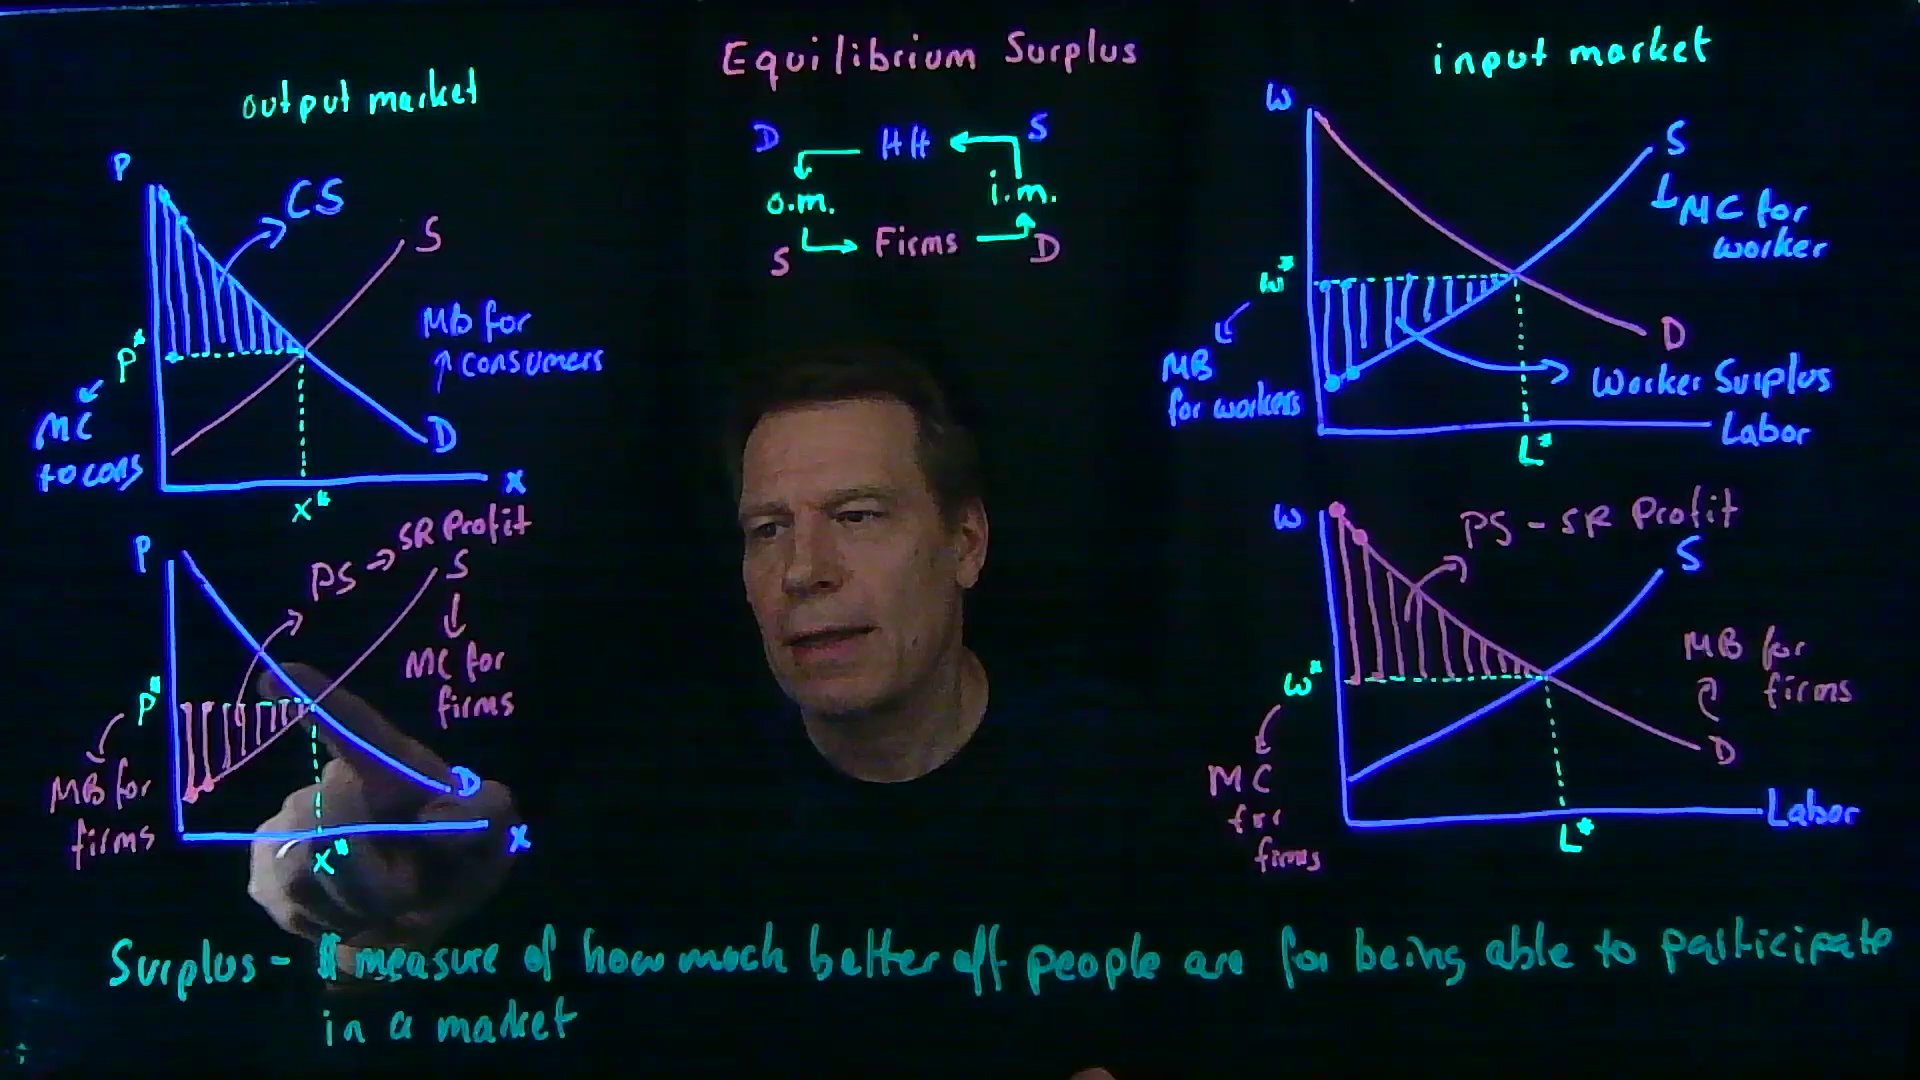 Equilibrium Surplus
output market
P
CS
S
MB for
consumers
P*
MC
to cons
D
X*
X
D HH S
o.m. i.m.
S Firms D
input market
W
S
MC for
worker
W*
MB
for workers
D
Worker Surplus
L*
Labor
P
PS → SR Profit
S
MC for
firms
P*
MB for
firms
D
X*
X
W
PS - SR Profit
S
MB for
firms
W*
MC
for
firms
D
L*
Labor
Surplus - $ measure of how much better off people are for being able to participate
in a market